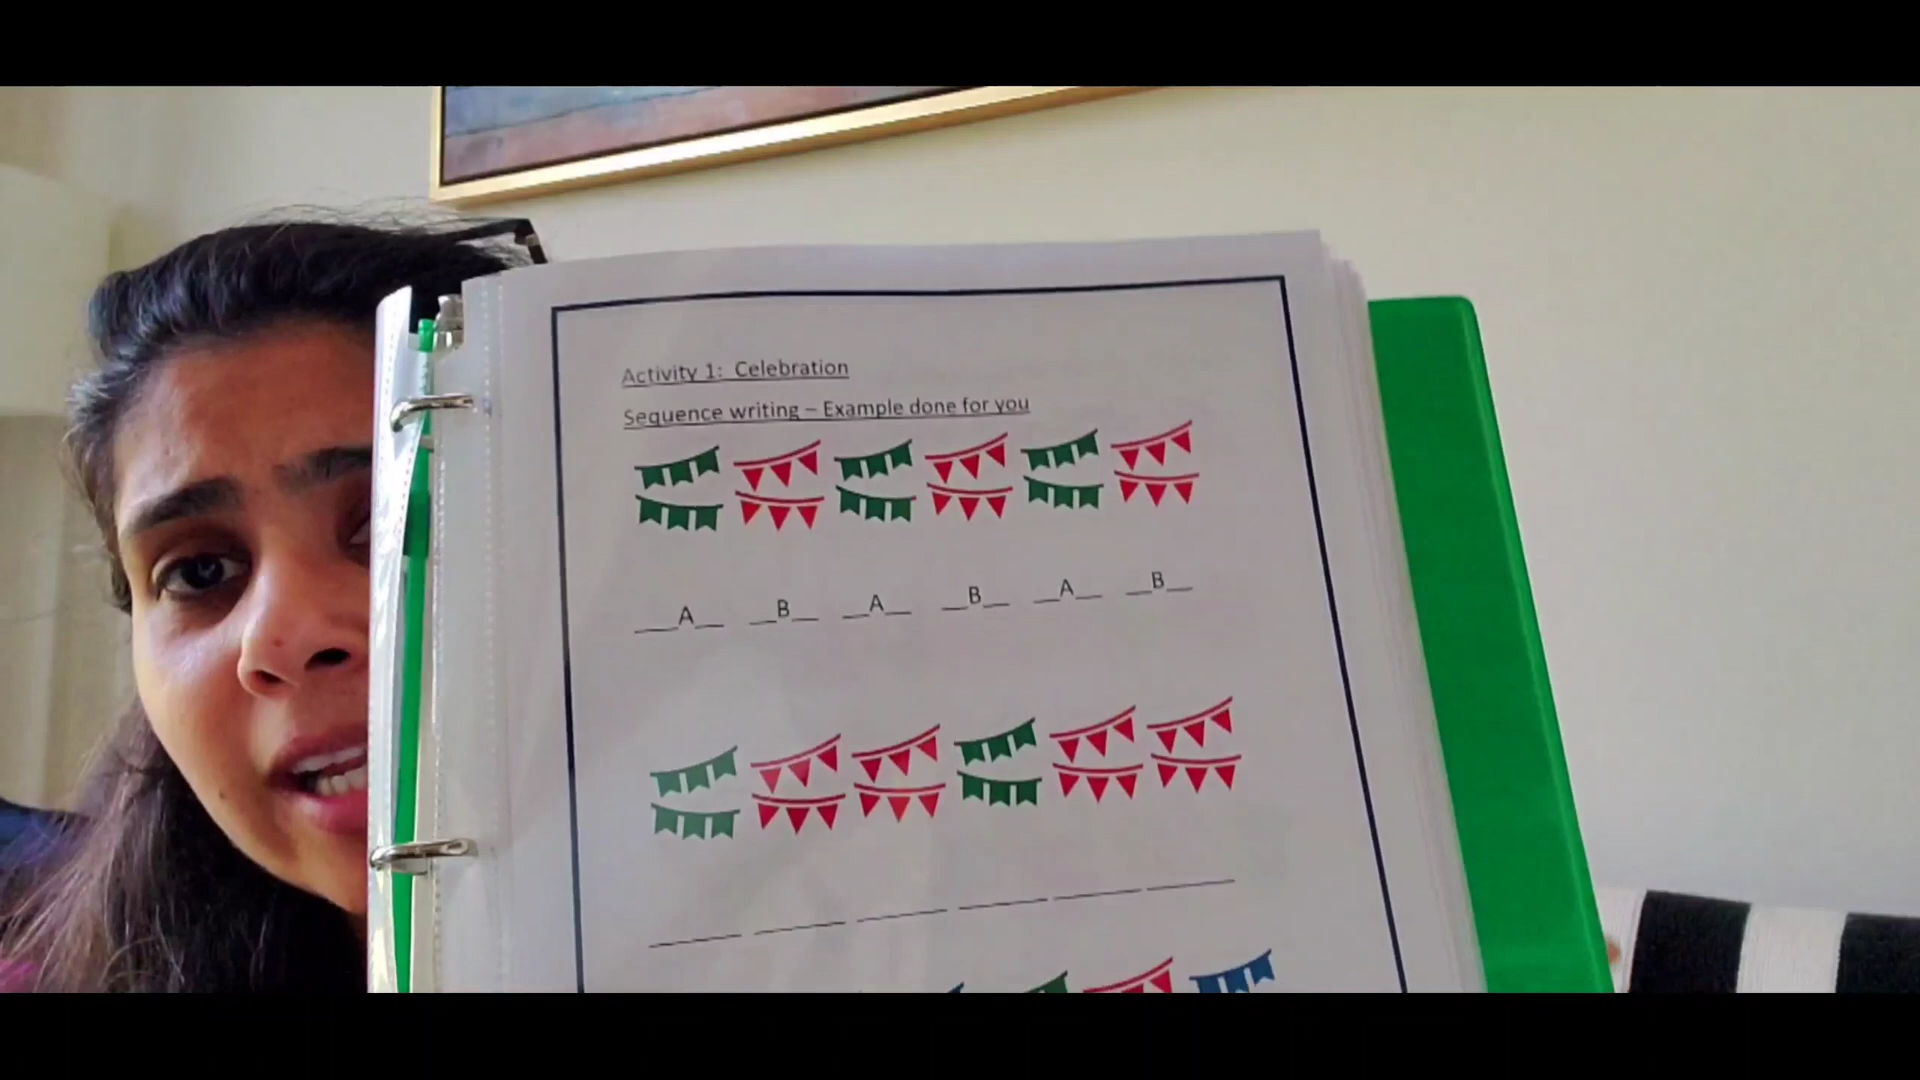 Activity 1: Celebration
Sequence writing – Example done for you
___A__ __B__ __A__ __B__ __A__ __B__